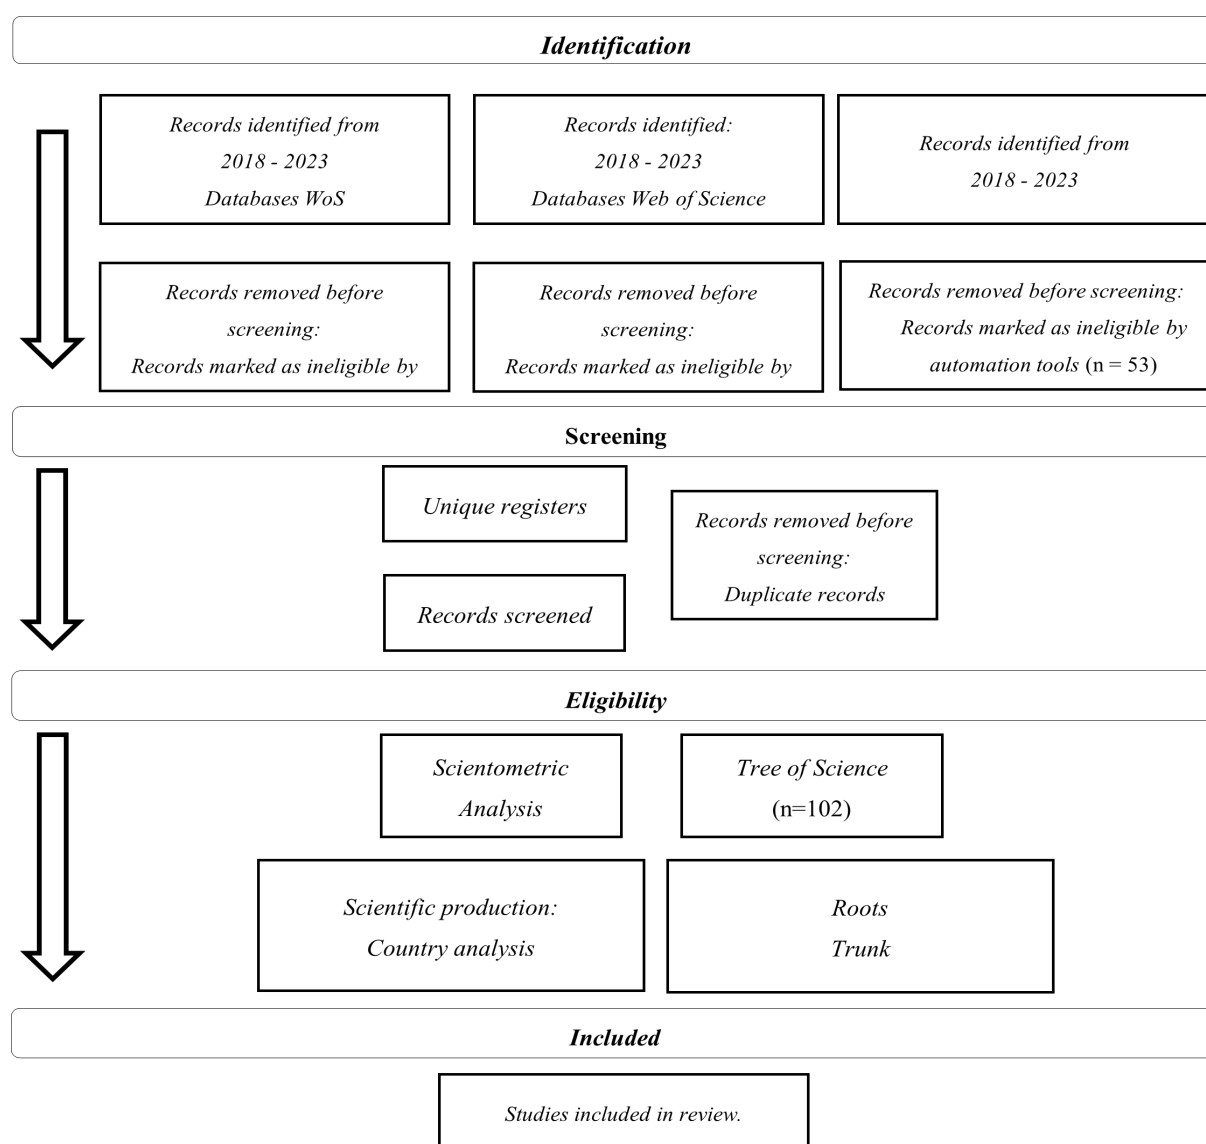 Identification
Records identified from
2018 - 2023
Databases WoS
Records identified:
2018 - 2023
Databases Web of Science
Records identified from
2018 - 2023
Records removed before
screening:
Records marked as ineligible by
Records removed before
screening:
Records marked as ineligible by
Records removed before screening:
Records marked as ineligible by
automation tools (n = 53)
Screening
Unique registers
Records screened
Records removed before
screening:
Duplicate records
Eligibility
Scientometric
Analysis
Tree of Science
(n=102)
Scientific production:
Country analysis
Roots
Trunk
Included
Studies included in review.